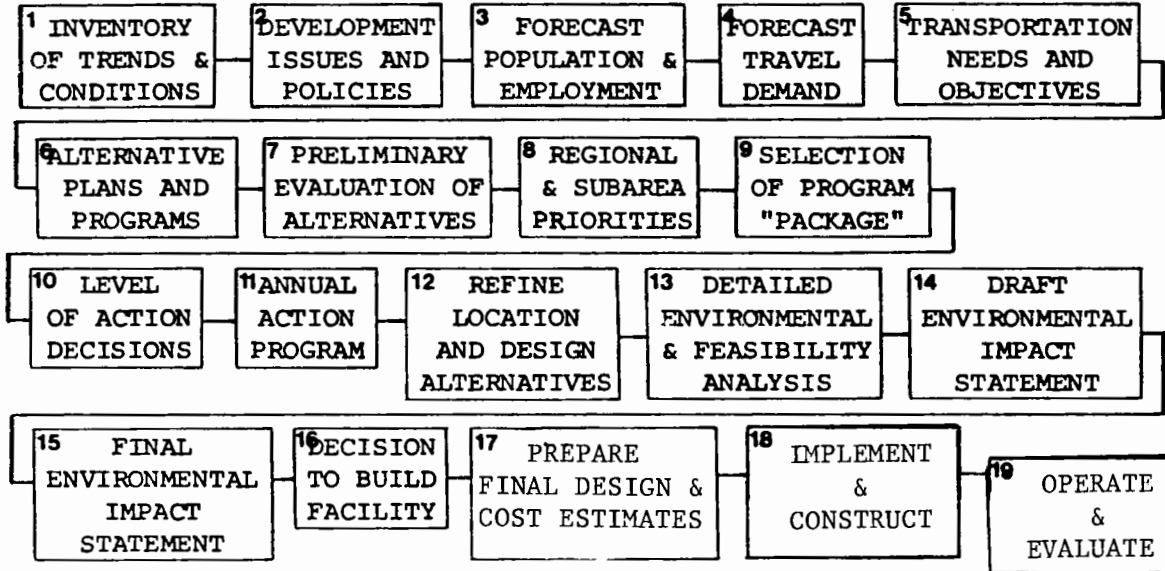 1 INVENTORY
OF TRENDS &
CONDITIONS
2 DEVELOPMENT
ISSUES AND
POLICIES
3 FORECAST
POPULATION &
EMPLOYMENT
4 FORECAST
TRAVEL
DEMAND
5 TRANSPORTATION
NEEDS AND
OBJECTIVES
6 ALTERNATIVE
PLANS AND
PROGRAMS
7 PRELIMINARY
EVALUATION OF
ALTERNATIVES
8 REGIONAL
& SUBAREA
PRIORITIES
9 SELECTION
OF PROGRAM
"PACKAGE"
10 LEVEL
OF ACTION
DECISIONS
11 ANNUAL
ACTION
PROGRAM
12 REFINE
LOCATION
AND DESIGN
ALTERNATIVES
13 DETAILED
ENVIRONMENTAL
& FEASIBILITY
ANALYSIS
14 DRAFT
ENVIRONMENTAL
IMPACT
STATEMENT
15 FINAL
ENVIRONMENTAL
IMPACT
STATEMENT
16 DECISION
TO BUILD
FACILITY
17 PREPARE
FINAL DESIGN &
COST ESTIMATES
18 IMPLEMENT
&
CONSTRUCT
19 OPERATE
&
EVALUATE